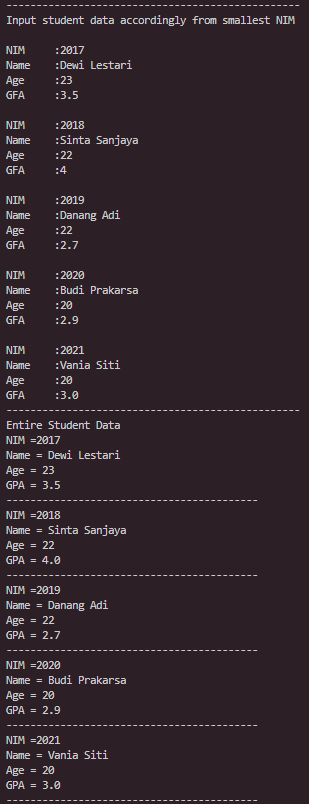 -------------------------------------------------
Input student data accordingly from smallest NIM
NIM     :2017
Name    :Dewi Lestari
Age     :23
GFA     :3.5
NIM     :2018
Name    :Sinta Sanjaya
Age     :22
GFA     :4
NIM     :2019
Name    :Danang Adi
Age     :22
GFA     :2.7
NIM     :2020
Name    :Budi Prakarsa
Age     :20
GFA     :2.9
NIM     :2021
Name    :Vania Siti
Age     :20
GFA     :3.0
-------------------------------------------------
Entire Student Data
NIM =2017
Name = Dewi Lestari
Age = 23
GPA = 3.5
------------------------------------------
NIM =2018
Name = Sinta Sanjaya
Age = 22
GPA = 4.0
------------------------------------------
NIM =2019
Name = Danang Adi
Age = 22
GPA = 2.7
------------------------------------------
NIM =2020
Name = Budi Prakarsa
Age = 20
GPA = 2.9
------------------------------------------
NIM =2021
Name = Vania Siti
Age = 20
GPA = 3.0
------------------------------------------